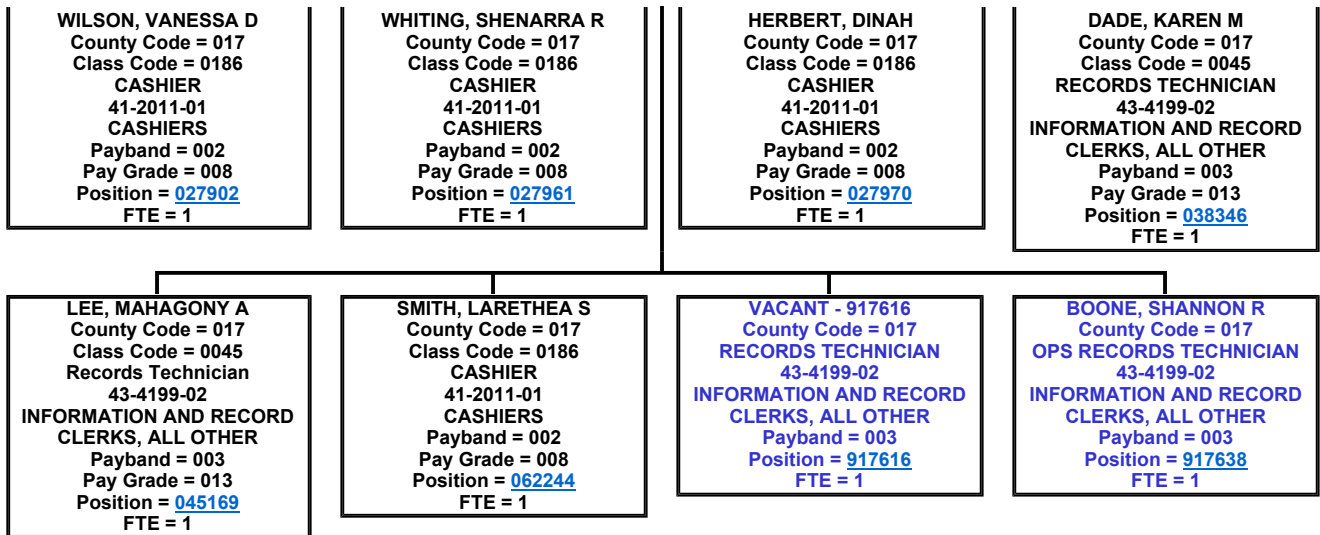 WILSON, VANESSA D
County Code = 017
Class Code = 0186
CASHIER
41-2011-01
CASHIERS
Payband = 002
Pay Grade = 008
Position = 027902
FTE = 1
WHITING, SHENARRA R
County Code = 017
Class Code = 0186
CASHIER
41-2011-01
CASHIERS
Payband = 002
Pay Grade = 008
Position = 027961
FTE = 1
HERBERT, DINAH
County Code = 017
Class Code = 0186
CASHIER
41-2011-01
CASHIERS
Payband = 002
Pay Grade = 008
Position = 027970
FTE = 1
DADE, KAREN M
County Code = 017
Class Code = 0045
RECORDS TECHNICIAN
43-4199-02
INFORMATION AND RECORD
CLERKS, ALL OTHER
Payband = 003
Pay Grade = 013
Position = 038346
FTE = 1
LEE, MAHAGONY A
County Code = 017
Class Code = 0045
Records Technician
43-4199-02
INFORMATION AND RECORD
CLERKS, ALL OTHER
Payband = 003
Pay Grade = 013
Position = 045169
FTE = 1
SMITH, LARETHEA S
County Code = 017
Class Code = 0186
CASHIER
41-2011-01
CASHIERS
Payband = 002
Pay Grade = 008
Position = 062244
FTE = 1
VACANT - 917616
County Code = 017
RECORDS TECHNICIAN
43-4199-02
INFORMATION AND RECORD
CLERKS, ALL OTHER
Payband = 003
Position = 917616
FTE = 1
BOONE, SHANNON R
County Code = 017
OPS RECORDS TECHNICIAN
43-4199-02
INFORMATION AND RECORD
CLERKS, ALL OTHER
Payband = 003
Position = 917638
FTE = 1